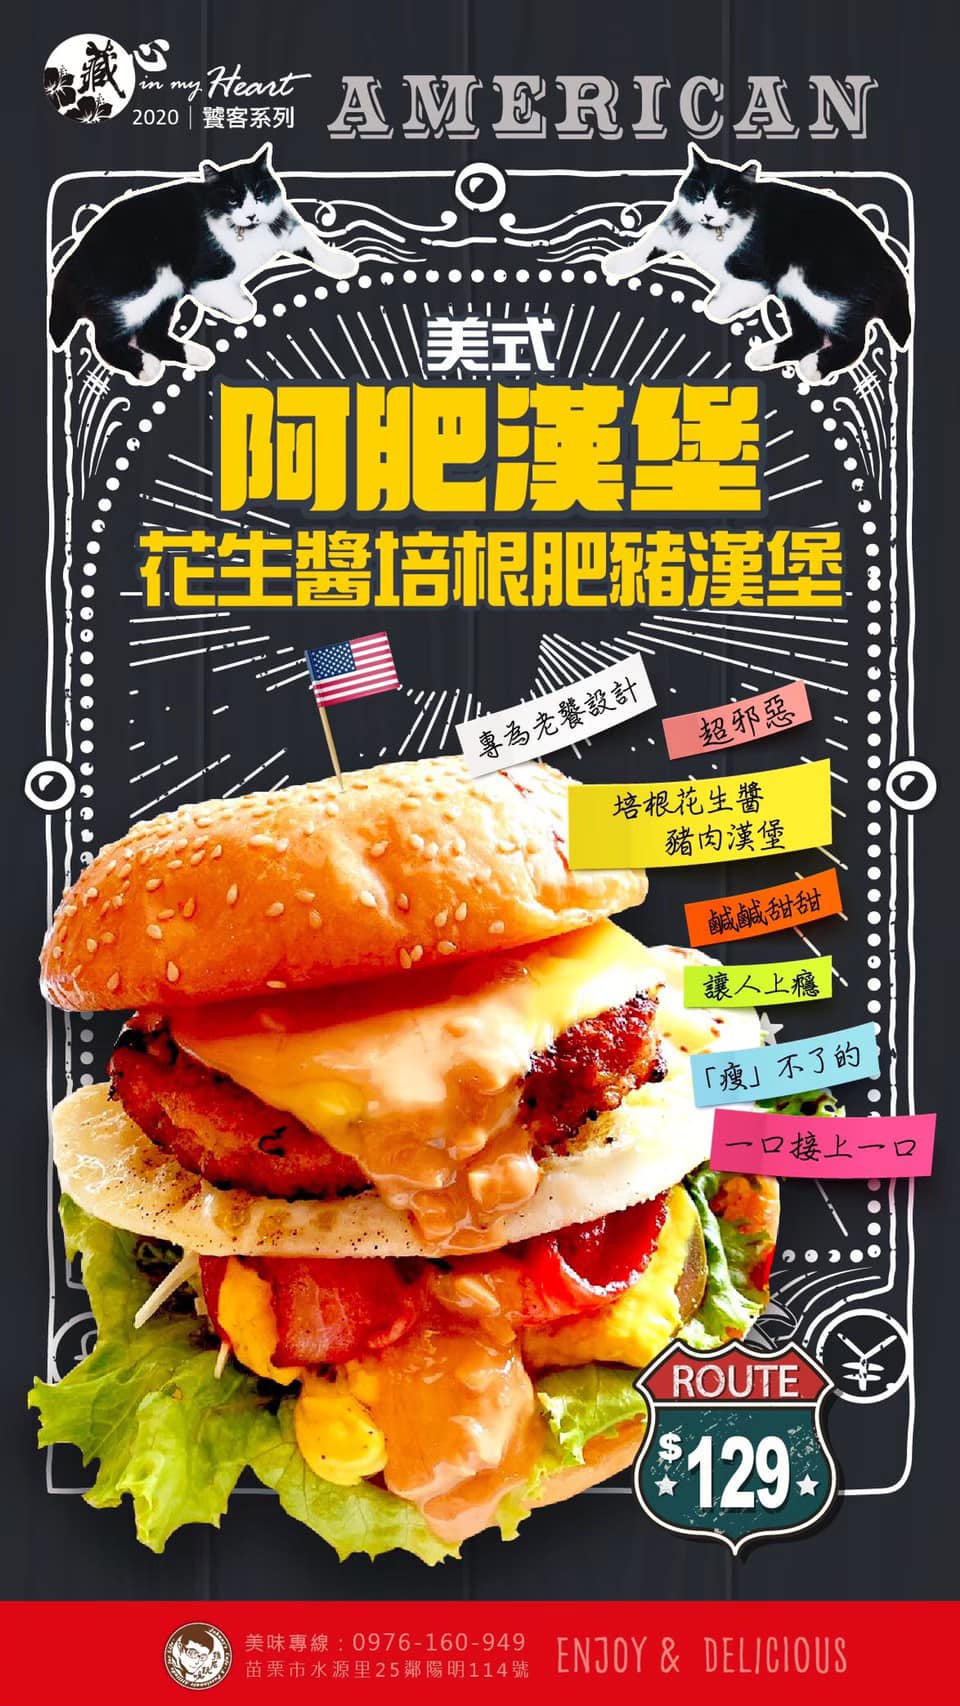 藏心
in my Heart
2020 | 饕客系列
AMERICAN
美式
阿肥漢堡
花生醬培根肥豬漢堡
專為老饕設計
超邪惡
培根花生醬
豬肉漢堡
鹹鹹甜甜
讓人上癮
「瘦」不了的
一口接上一口
ROUTE
$129
美味專線：0976-160-949
苗栗市水源里25鄰陽明114號
ENJOY & DELICIOUS